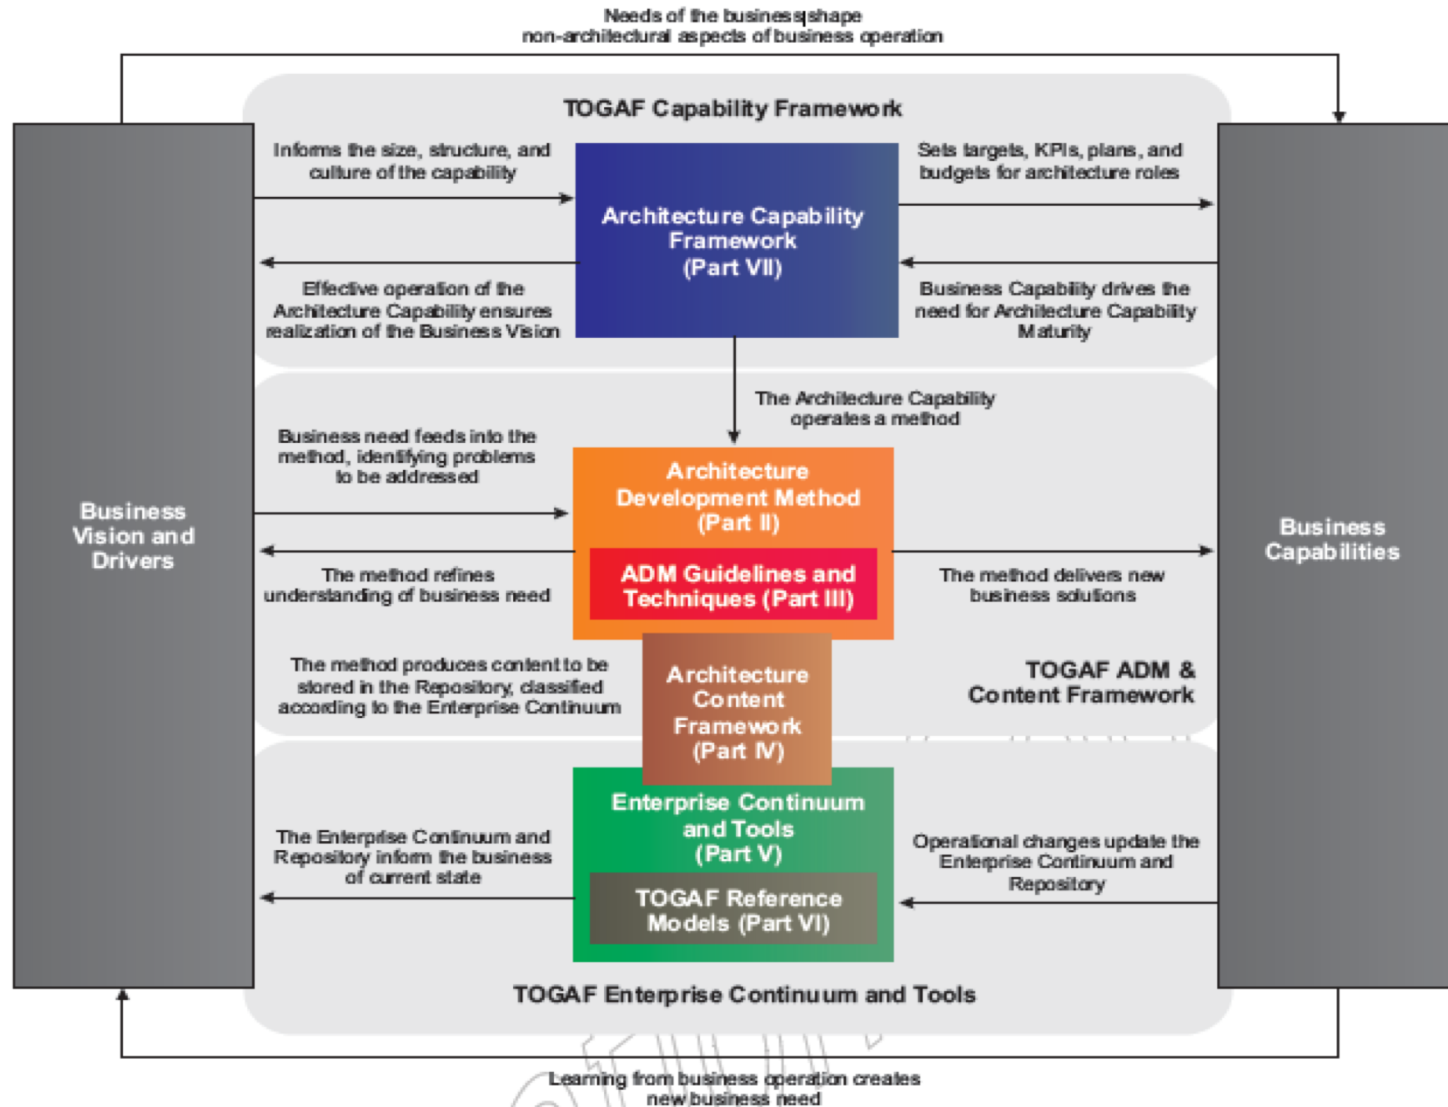 Needs of the business shape
non-architectural aspects of business operation
TOGAF Capability Framework
Informs the size, structure, and
culture of the capability
Sets targets, KPIs, plans, and
budgets for architecture roles
Architecture Capability
Framework
(Part VII)
Effective operation of the
Architecture Capability ensures
realization of the Business Vision
Business Capability drives the
need for Architecture Capability
Maturity
The Architecture Capability
operates a method
Business need feeds into the
method, identifying problems
to be addressed
Architecture
Development Method
(Part II)
Business
Vision and
Drivers
Business
Capabilities
ADM Guidelines and
Techniques (Part III)
The method refines
understanding of business need
The method delivers new
business solutions
The method produces content to be
stored in the Repository, classified
according to the Enterprise Continuum
Architecture
Content
Framework
(Part IV)
TOGAF ADM &
Content Framework
Enterprise Continuum
and Tools
(Part V)
The Enterprise Continuum and
Repository inform the business
of current state
Operational changes update the
Enterprise Continuum and
Repository
TOGAF Reference
Models (Part VI)
TOGAF Enterprise Continuum and Tools
Learning from business operation creates
new business need